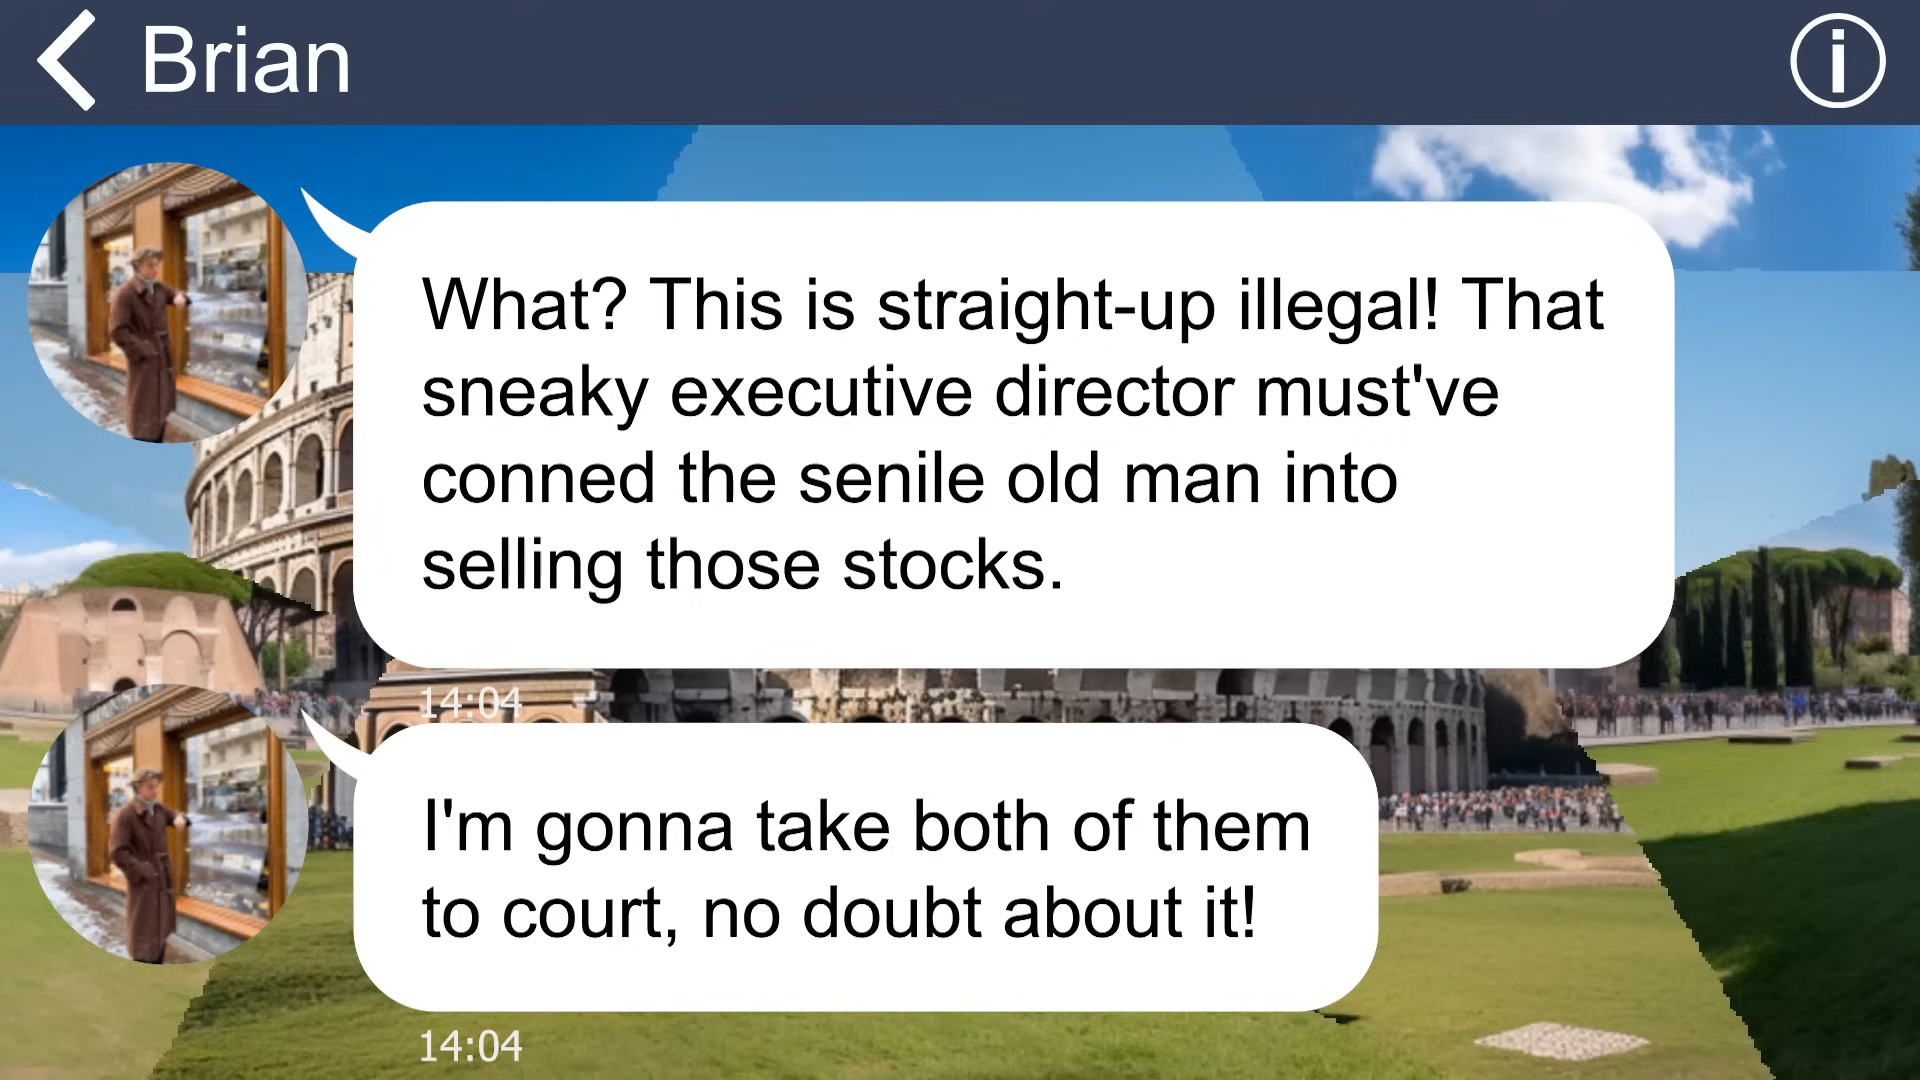 Brian
What? This is straight-up illegal! That
sneaky executive director must've
conned the senile old man into
selling those stocks.
14:04
I'm gonna take both of them
to court, no doubt about it!
14:04